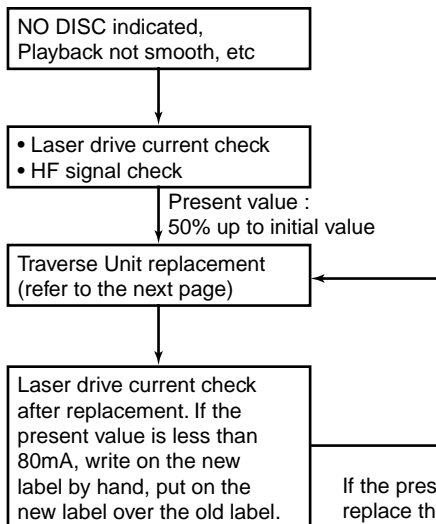 NO DISC indicated,
Playback not smooth, etc
• Laser drive current check
• HF signal check
Present value :
50% up to initial value
Traverse Unit replacement
(refer to the next page)
Laser drive current check
after replacement. If the
present value is less than
80mA, write on the new
label by hand, put on the
new label over the old label.
If the
replace